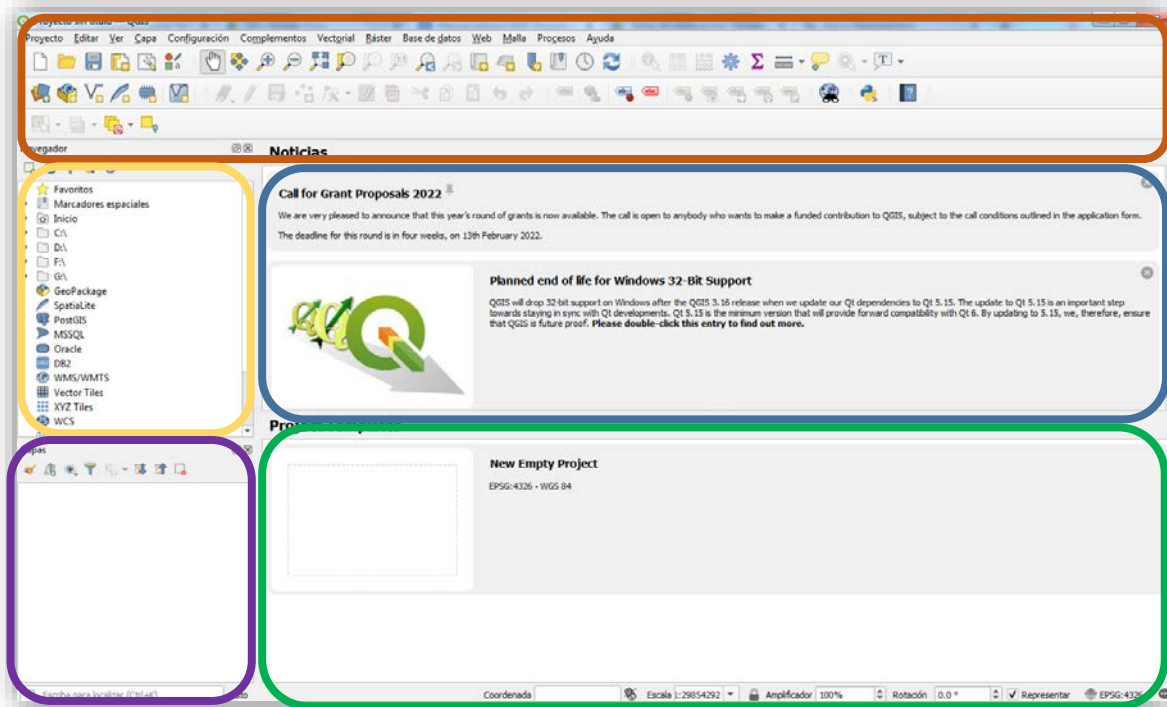 Proyecto sin título — QGIS
Proyecto Editar Ver Capa Configuración Complementos Vectorial Ráster Base de datos Web Malla Procesos Ayuda
Navegador
Favoritos
Marcadores espaciales
Inicio
C:\
D:\
F:\
G:\
GeoPackage
SpatiaLite
PostGIS
MSSQL
Oracle
DB2
WMS/WMTS
Vector Tiles
XYZ Tiles
WCS
Noticias
Call for Grant Proposals 2022
We are very pleased to announce that this year's round of grants is now available. The call is open to anybody who wants to make a funded contribution to QGIS, subject to the call conditions outlined in the application form.
The deadline for this round is in four weeks, on 13th February 2022.
Planned end of life for Windows 32-Bit Support
QGIS will drop 32-bit support on Windows after the QGIS 3.16 release when we update our Qt dependencies to Qt 5.15. The update to Qt 5.15 is an important step
towards staying in sync with Qt developments. Qt 5.15 is the minimum version that will provide forward compatibility with Qt 6. By updating to 5.15, we, therefore, ensure
that QGIS is future proof. Please double-click this entry to find out more.
New Empty Project
EPSG:4326 - WGS 84
Escriba para localizar (Ctrl+K)
Coordenada Escala 1:29854292 Amplificador 100% Rotación 0.0 ° Representar EPSG:4326